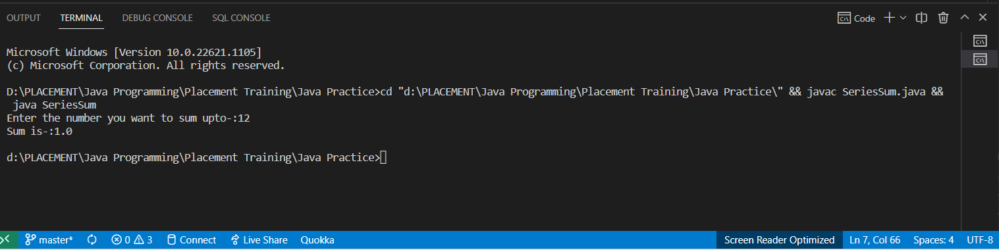 OUTPUT TERMINAL DEBUG CONSOLE SQL CONSOLE Code
Microsoft Windows [Version 10.0.22621.1105]
(c) Microsoft Corporation. All rights reserved.
D:\PLACEMENT\Java Programming\Placement Training\Java Practice>cd "d:\PLACEMENT\Java Programming\Placement Training\Java Practice\" && javac SeriesSum.java &&
java SeriesSum
Enter the number you want to sum upto-:12
Sum is-:1.0
d:\PLACEMENT\Java Programming\Placement Training\Java Practice>
master* 0 3 Connect Live Share Quokka Screen Reader Optimized Ln 7, Col 66 Spaces: 4 UTF-8